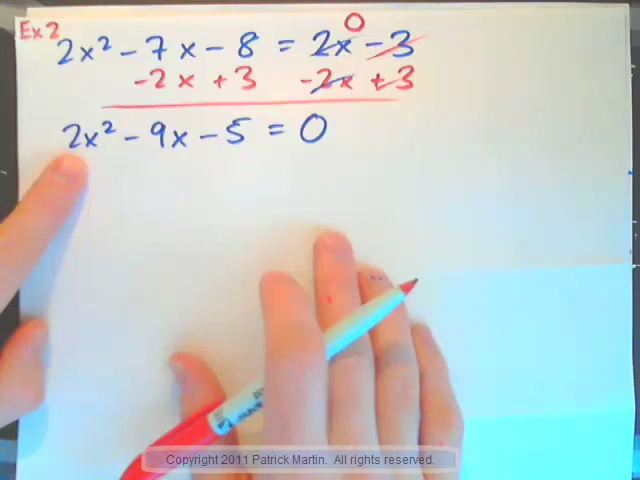 Ex 2
2x² - 7x - 8 = 2x - 3
0
-2x + 3 -2x + 3
2x² - 9x - 5 = 0
Copyright 2011 Patrick Martin. All rights reserved.